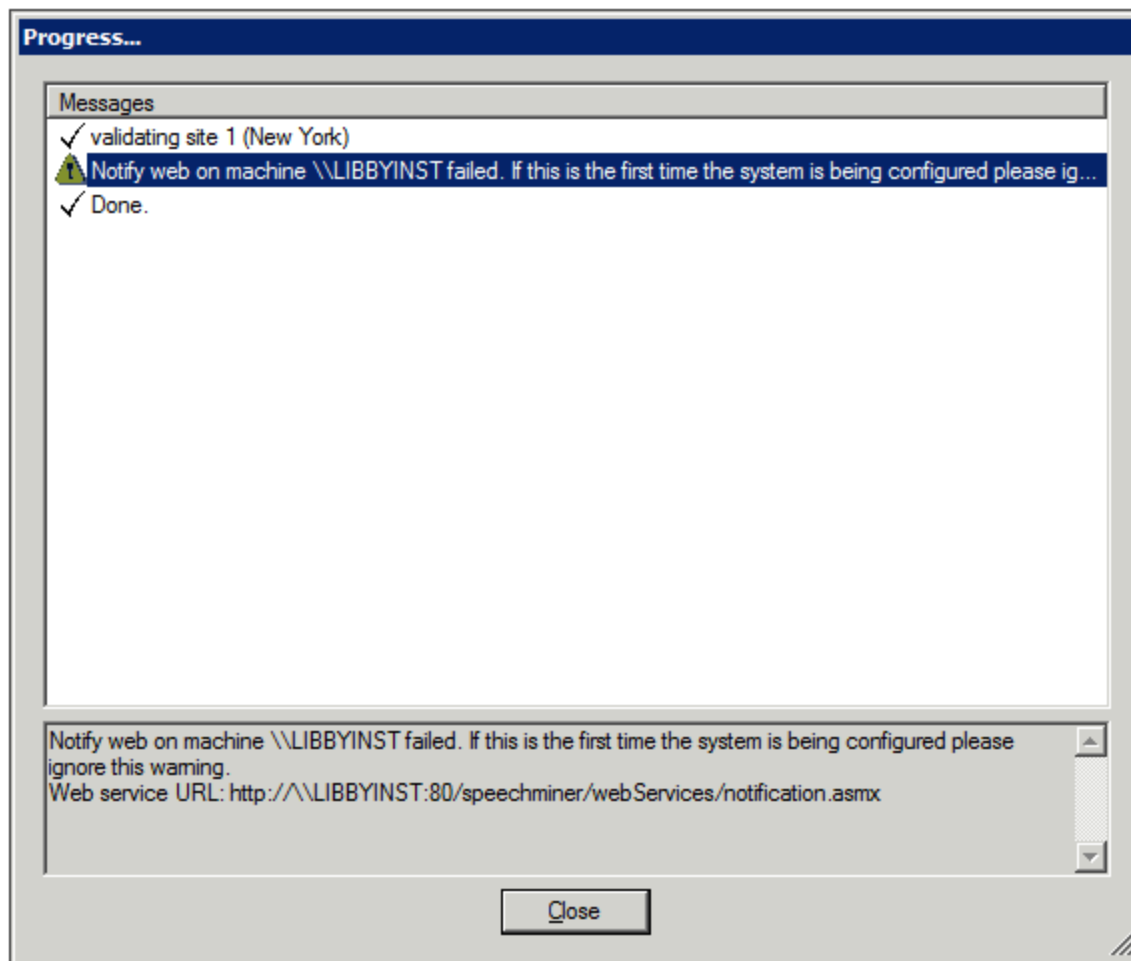 Progress...
Messages
validating site 1 (New York)
Notify web on machine \\LIBBYINST failed. If this is the first time the system is being configured please ig...
Done.
Notify web on machine \\LIBBYINST failed. If this is the first time the system is being configured please
ignore this warning.
Web service URL: http://\\LIBBYINST:80/speechminer/webServices/notification.asmx
Close